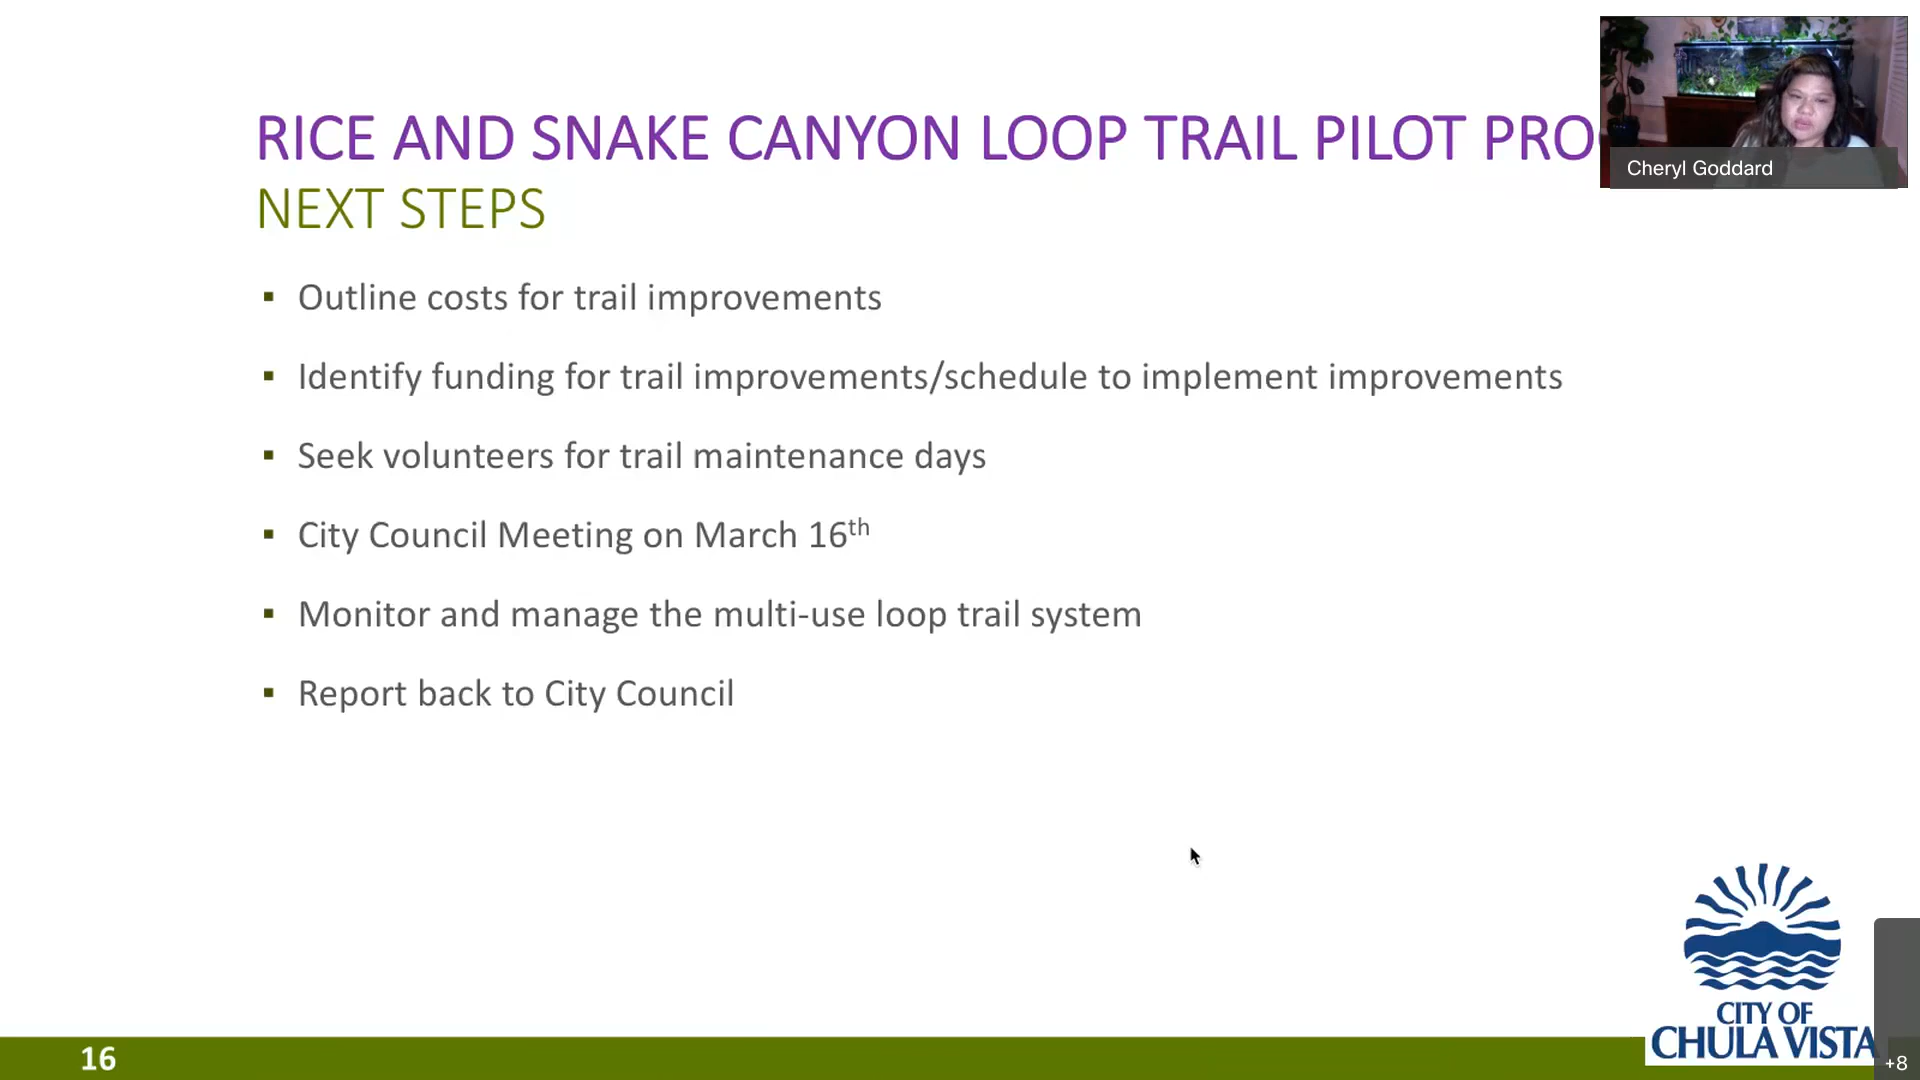 RICE AND SNAKE CANYON LOOP TRAIL PILOT PRO
NEXT STEPS
▪ Outline costs for trail improvements
▪ Identify funding for trail improvements/schedule to implement improvements
▪ Seek volunteers for trail maintenance days
▪ City Council Meeting on March 16th
▪ Monitor and manage the multi-use loop trail system
▪ Report back to City Council
Cheryl Goddard
CITY OF
CHULA VISTA
16
+8